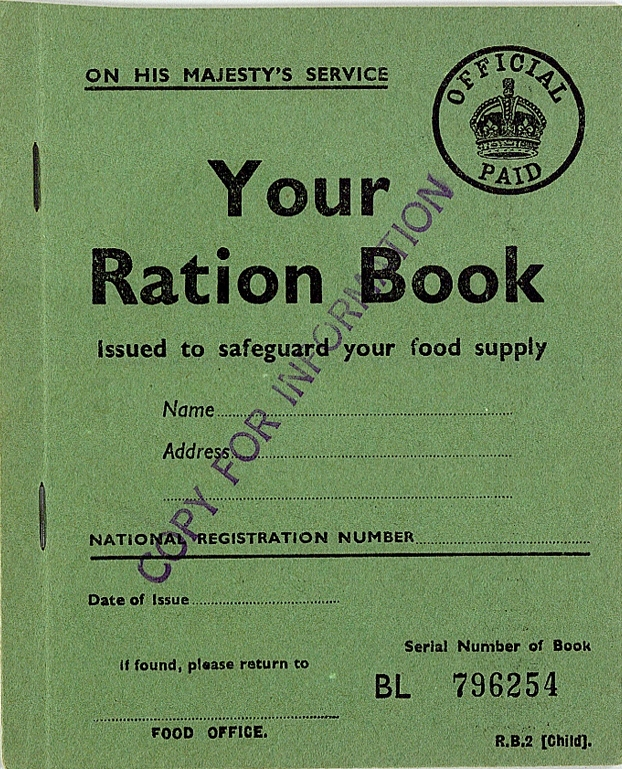 ON HIS MAJESTY'S SERVICE
OFFICIAL
PAID
Your
Ration Book
Issued to safeguard your food supply
COPY FOR INFORMATION
Name
Address
NATIONAL REGISTRATION NUMBER
Date of Issue
Serial Number of Book
If found, please return to
BL 796254
FOOD OFFICE.
R.B.2 [Child].